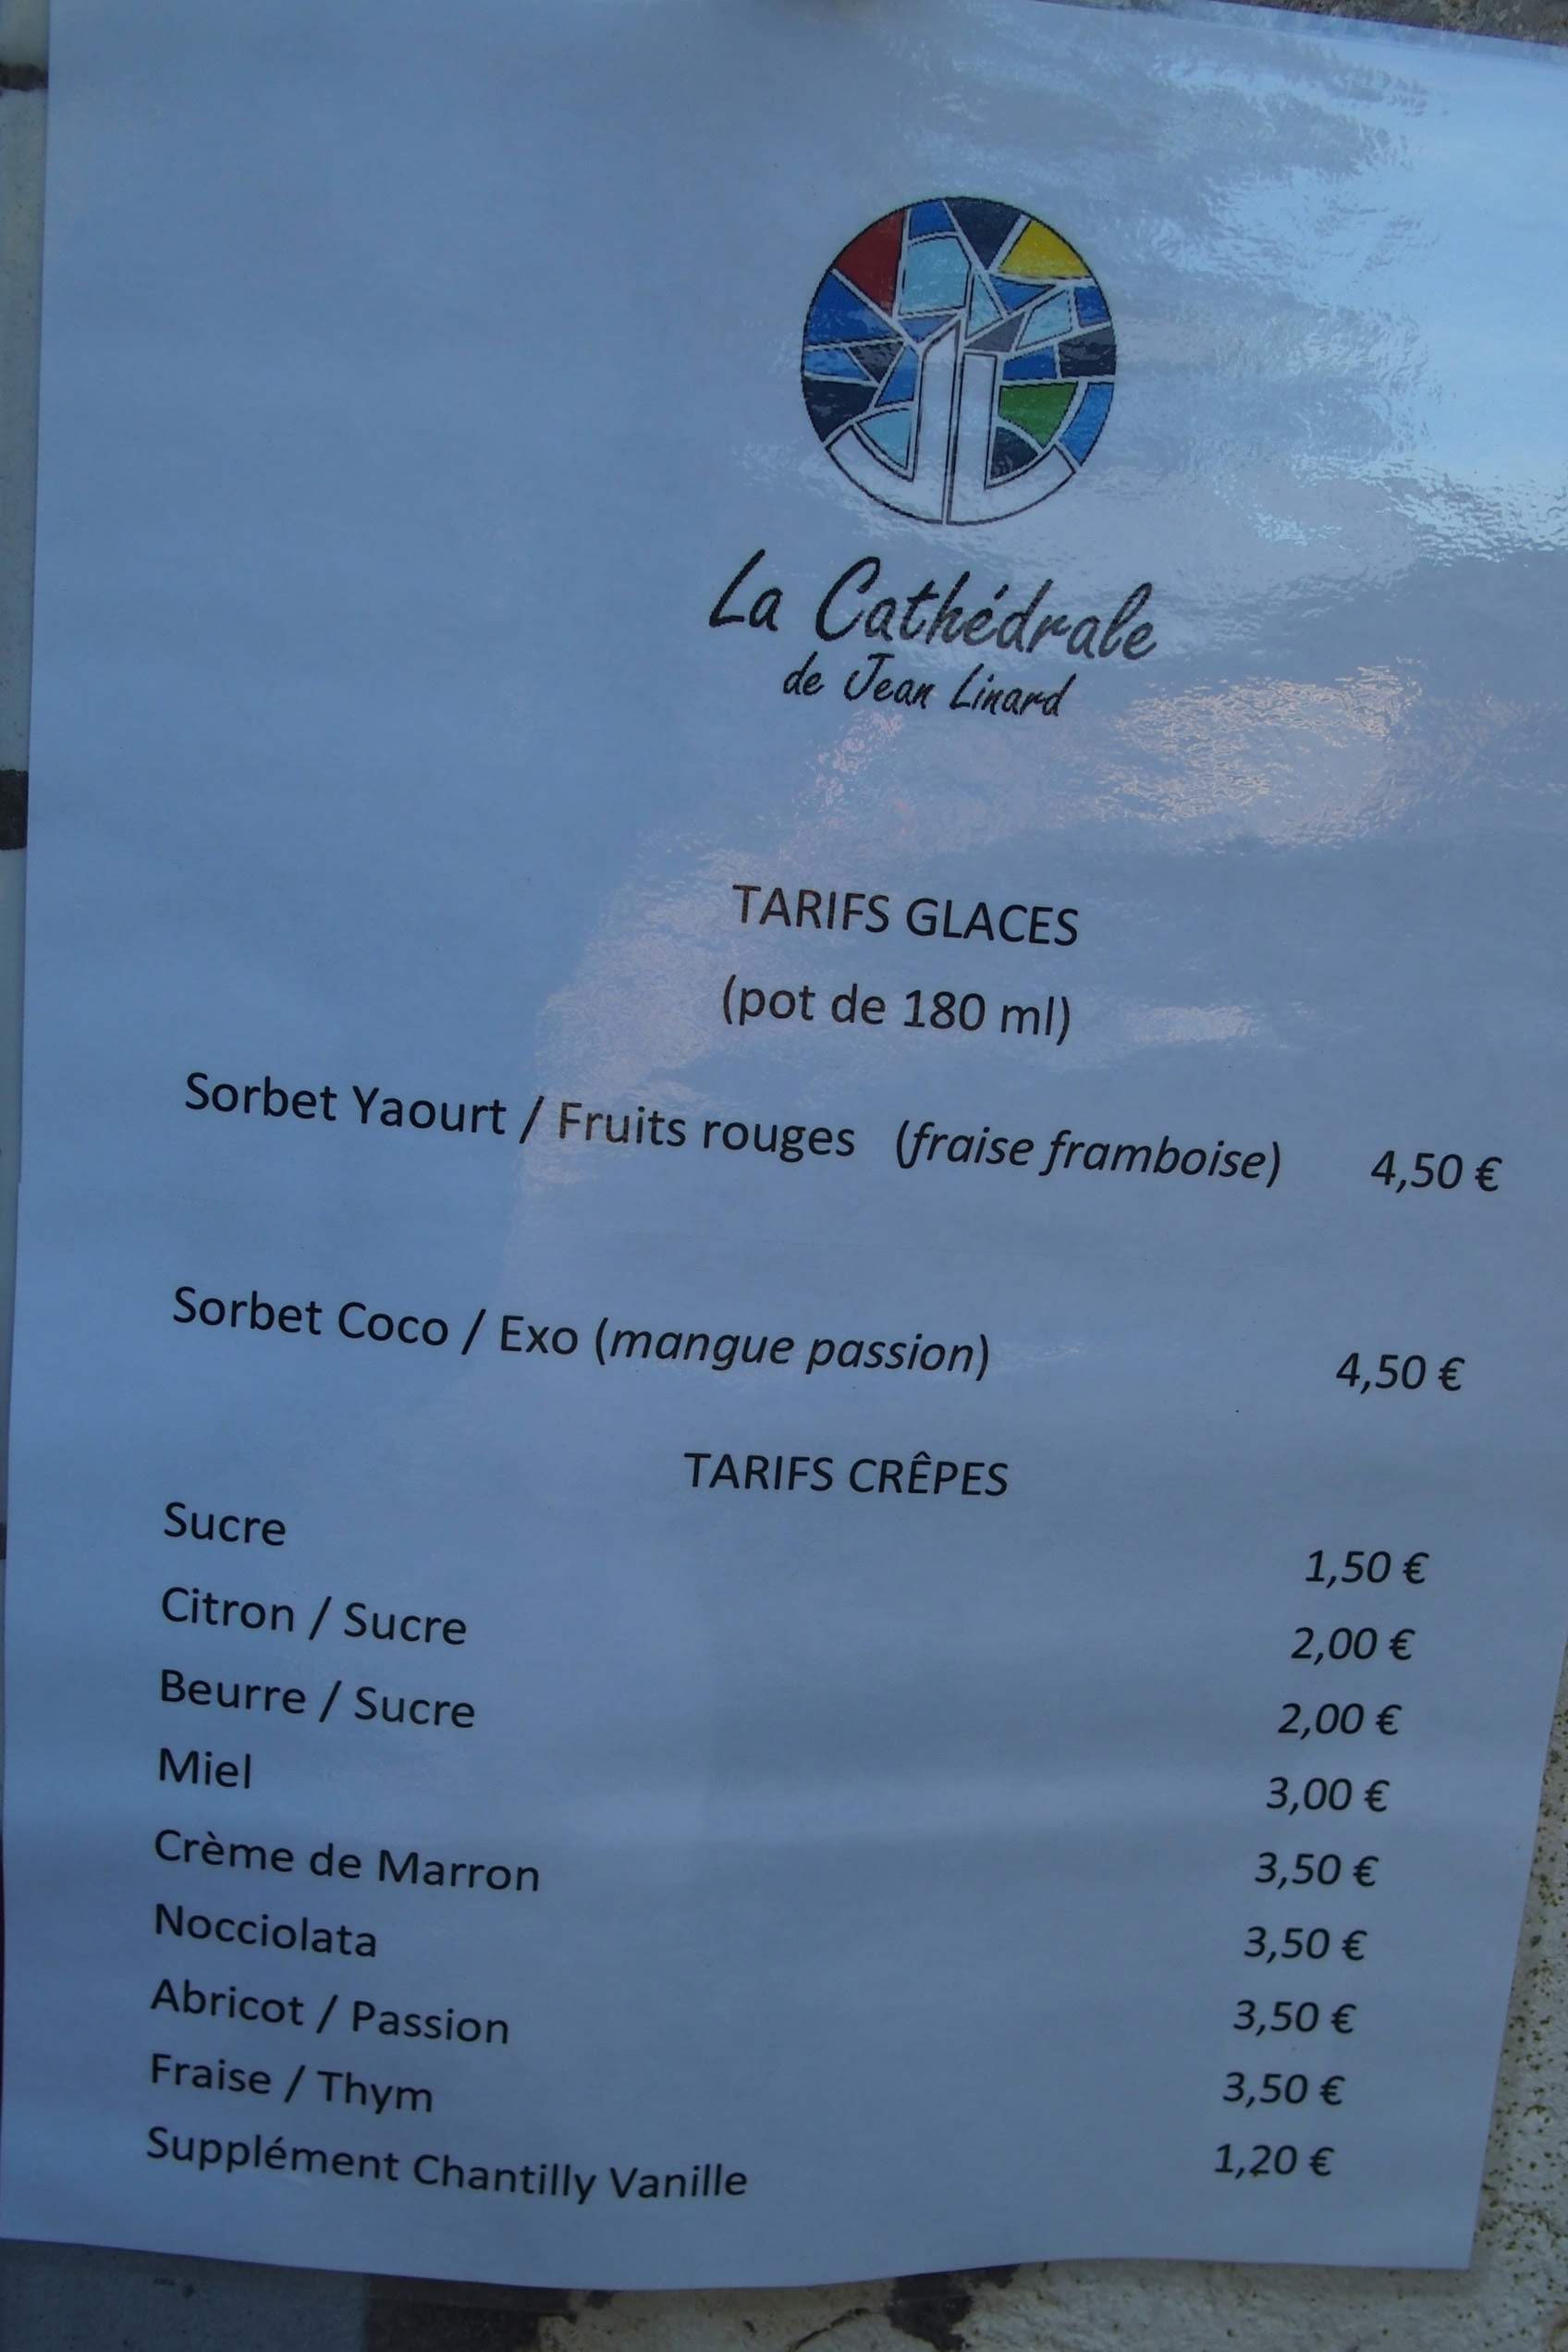 La Cathédrale
de Jean Linard
TARIFS GLACES
(pot de 180 ml)
Sorbet Yaourt / Fruits rouges (fraise framboise) 4,50 €
Sorbet Coco / Exo (mangue passion) 4,50 €
TARIFS CRÊPES
Sucre 1,50 €
Citron / Sucre 2,00 €
Beurre / Sucre 2,00 €
Miel 3,00 €
Crème de Marron 3,50 €
Nocciolata 3,50 €
Abricot / Passion 3,50 €
Fraise / Thym 3,50 €
Supplément Chantilly Vanille 1,20 €